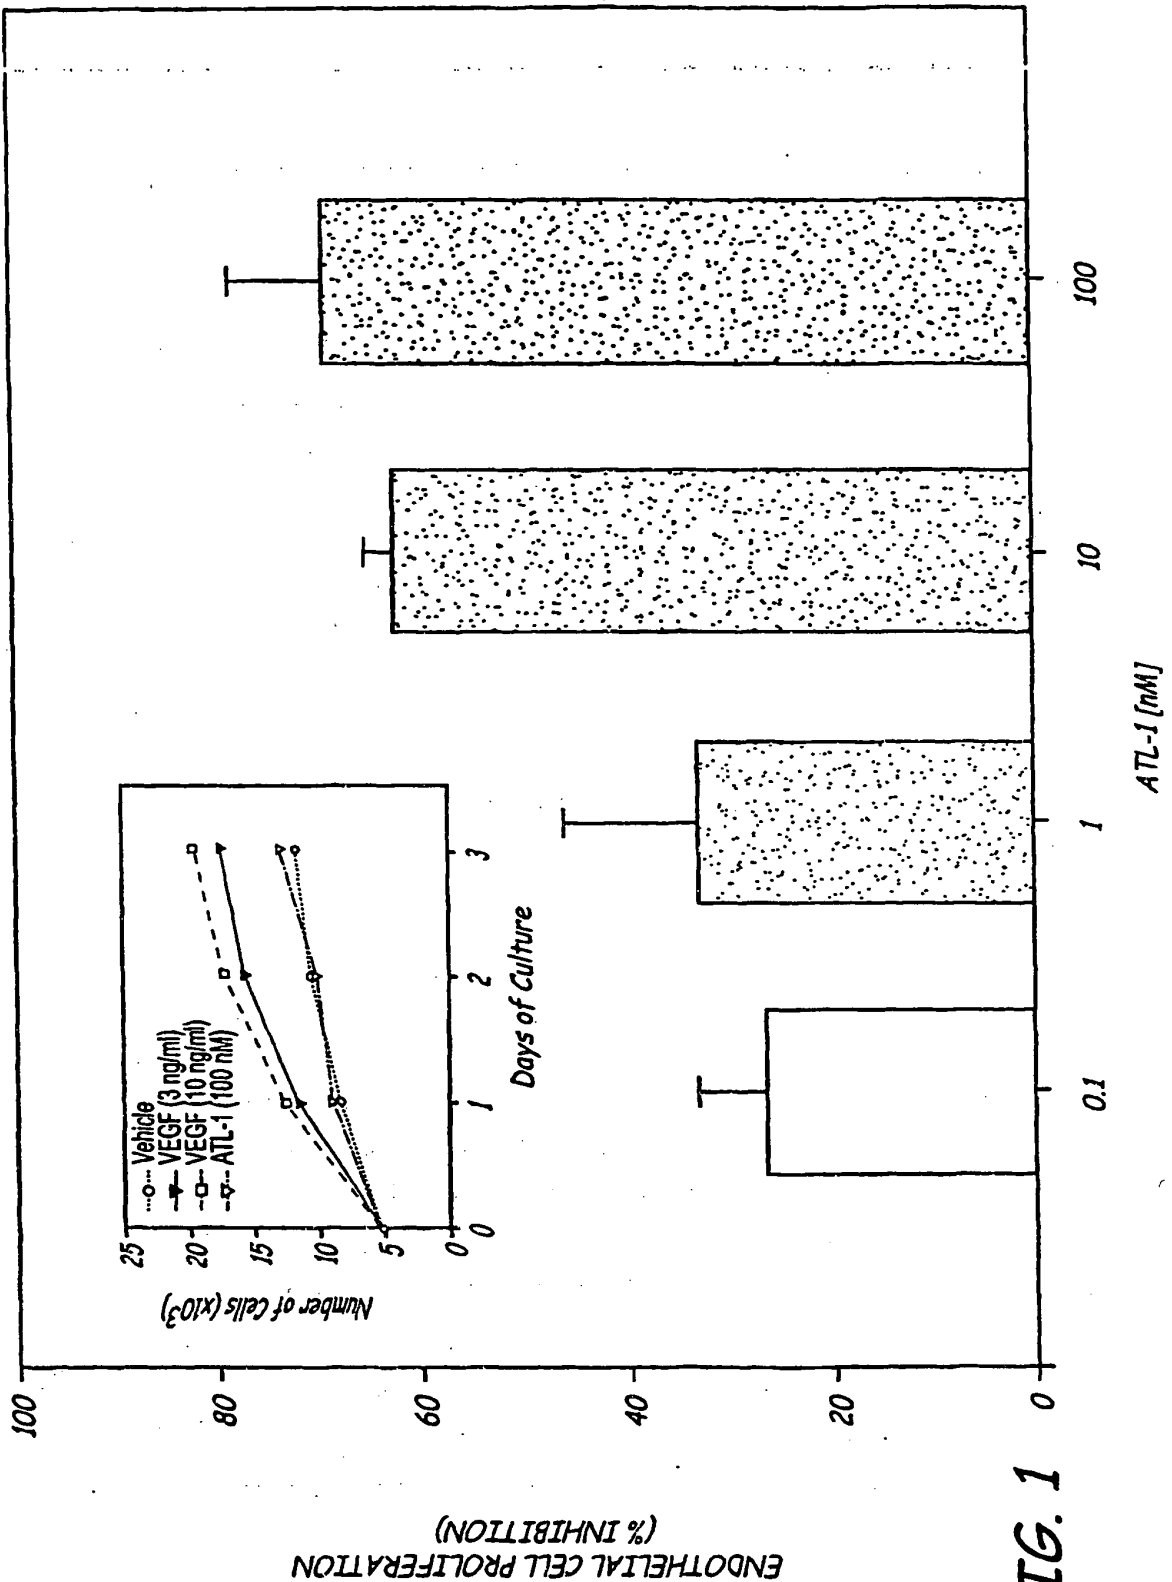 ENDOTHELIAL CELL PROLIFERATION
(% INHIBITION)
100
80
60
40
20
0
Number of Cells (x10³)
25
20
15
10
5
0
Vehicle
VEGF (3 ng/ml)
VEGF (10 ng/ml)
ATL-1 (100 nM)
0
1
2
3
Days of Culture
0.1
1
10
100
ATL-1 [nM]
IG. 1